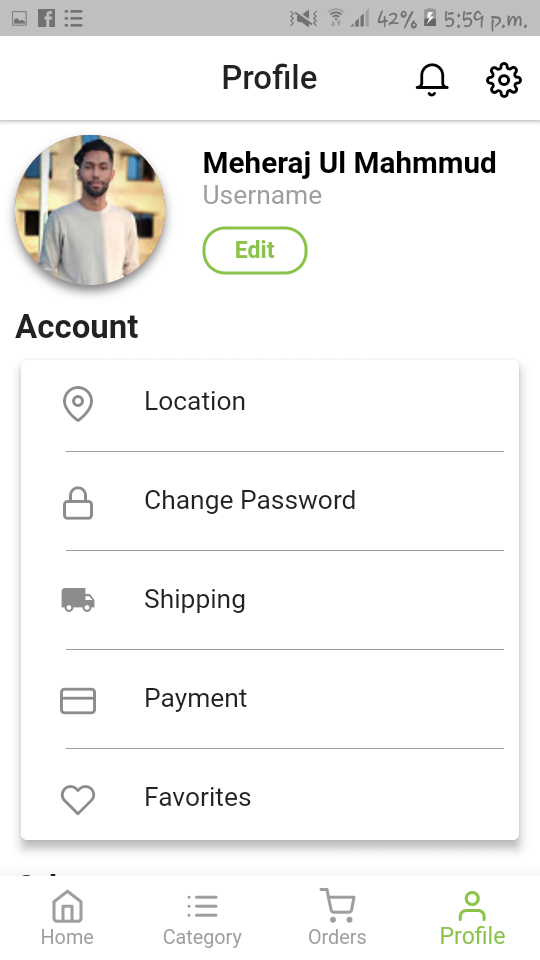 42% 5:59 p.m.
Profile
Meheraj Ul Mahmmud
Username
Edit
Account
Location
Change Password
Shipping
Payment
Favorites
Home Category Orders Profile